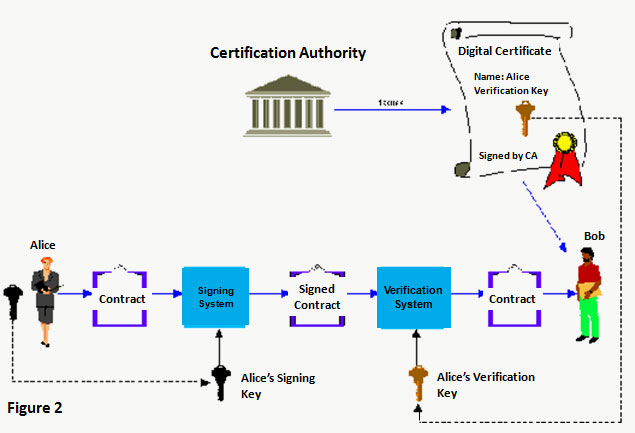 Certification Authority
Digital Certificate
Name: Alice
Verification Key
Signed by CA
Alice
Bob
Contract
Signing
System
Signed
Contract
Verification
System
Contract
Alice's Signing
Key
Alice's Verification
Key
Figure 2